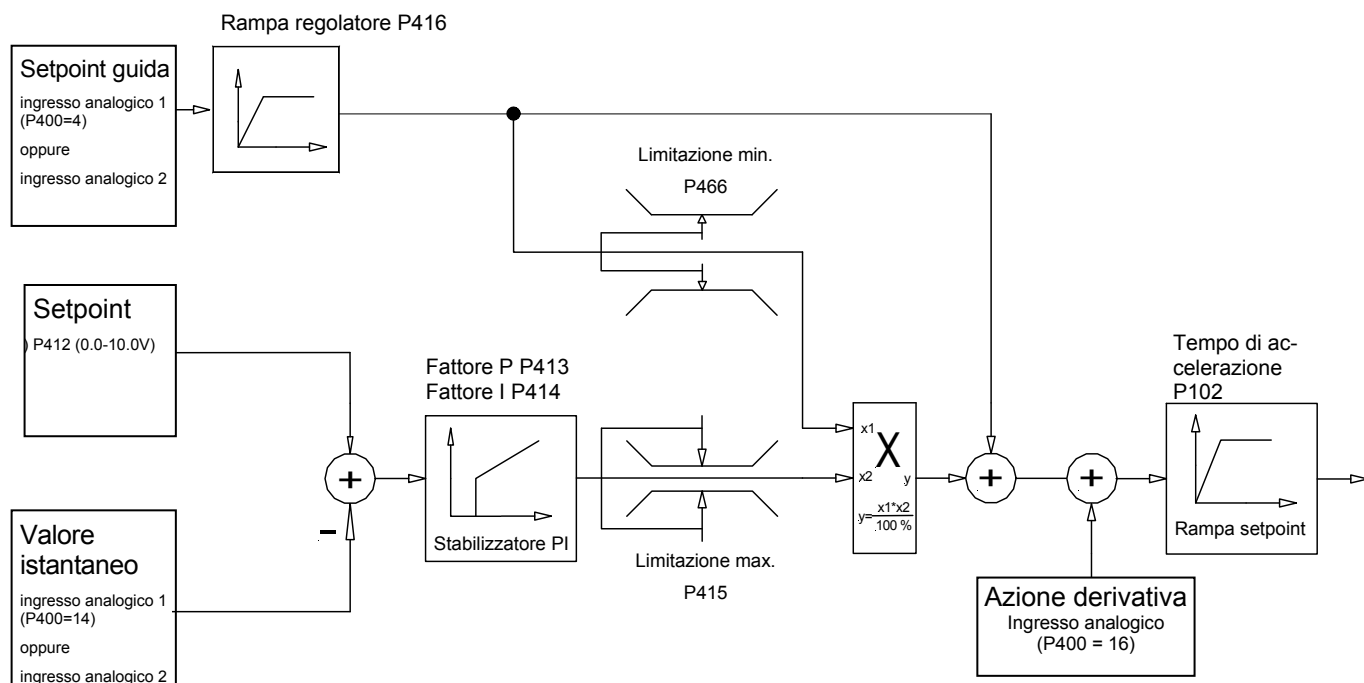 Rampa regolatore P416
Setpoint guida
ingresso analogico 1
(P400=4)
oppure
ingresso analogico 2
Limitazione min.
P466
Setpoint
) P412 (0.0-10.0V)
Fattore P P413
Fattore I P414
Stabilizzatore PI
Limitazione max.
P415
x1
X
x2
y
y=x1*x2
100 %
+
+
+
Tempo di ac-
celerazione
P102
Rampa setpoint
Valore
istantaneo
-
ingresso analogico 1
(P400=14)
oppure
ingresso analogico 2
Azione derivativa
Ingresso analogico
(P400 = 16)